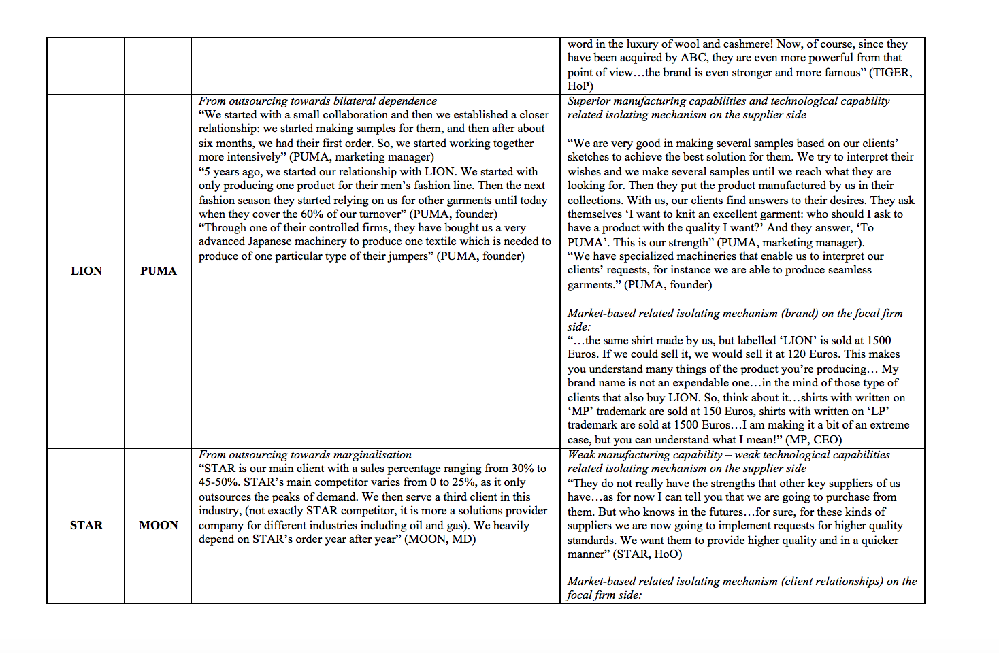 word in the luxury of wool and cashmere! Now, of course, since they
have been acquired by ABC, they are even more powerful from that
point of view…the brand is even stronger and more famous” (TIGER,
HoP)
LION
PUMA
From outsourcing towards bilateral dependence
“We started with a small collaboration and then we established a closer
relationship: we started making samples for them, and then after about
six months, we had their first order. So, we started working together
more intensively” (PUMA, marketing manager)
“5 years ago, we started our relationship with LION. We started with
only producing one product for their men’s fashion line. Then the next
fashion season they started relying on us for other garments until today
when they cover the 60% of our turnover” (PUMA, founder)
“Through one of their controlled firms, they have bought us a very
advanced Japanese machinery to produce one textile which is needed to
produce of one particular type of their jumpers” (PUMA, founder)
Superior manufacturing capabilities and technological capability
related isolating mechanism on the supplier side
“We are very good in making several samples based on our clients’
sketches to achieve the best solution for them. We try to interpret their
wishes and we make several samples until we reach what they are
looking for. Then they put the product manufactured by us in their
collections. With us, our clients find answers to their desires. They ask
themselves ‘I want to knit an excellent garment: who should I ask to
have a product with the quality I want?’ And they answer, ‘To
PUMA’. This is our strength” (PUMA, marketing manager).
“We have specialized machineries that enable us to interpret our
clients’ requests, for instance we are able to produce seamless
garments.” (PUMA, founder)
Market-based related isolating mechanism (brand) on the focal firm
side:
“…the same shirt made by us, but labelled ‘LION’ is sold at 1500
Euros. If we could sell it, we would sell it at 120 Euros. This makes
you understand many things of the product you’re producing… My
brand name is not an expendable one…in the mind of those type of
clients that also buy LION. So, think about it…shirts with written on
‘MP’ trademark are sold at 150 Euros, shirts with written on ‘LP’
trademark are sold at 1500 Euros…I am making it a bit of an extreme
case, but you can understand what I mean!” (MP, CEO)
STAR
MOON
From outsourcing towards marginalisation
“STAR is our main client with a sales percentage ranging from 30% to
45-50%. STAR’s main competitor varies from 0 to 25%, as it only
outsources the peaks of demand. We then serve a third client in this
industry, (not exactly STAR competitor, it is more a solutions provider
company for different industries including oil and gas). We heavily
depend on STAR’s order year after year” (MOON, MD)
Weak manufacturing capability – weak technological capabilities
related isolating mechanism on the supplier side
“They do not really have the strengths that other key suppliers of us
have…as for now I can tell you that we are going to purchase from
them. But who knows in the futures…for sure, for these kinds of
suppliers we are now going to implement requests for higher quality
standards. We want them to provide higher quality and in a quicker
manner” (STAR, HoO)
Market-based related isolating mechanism (client relationships) on the
focal firm side: